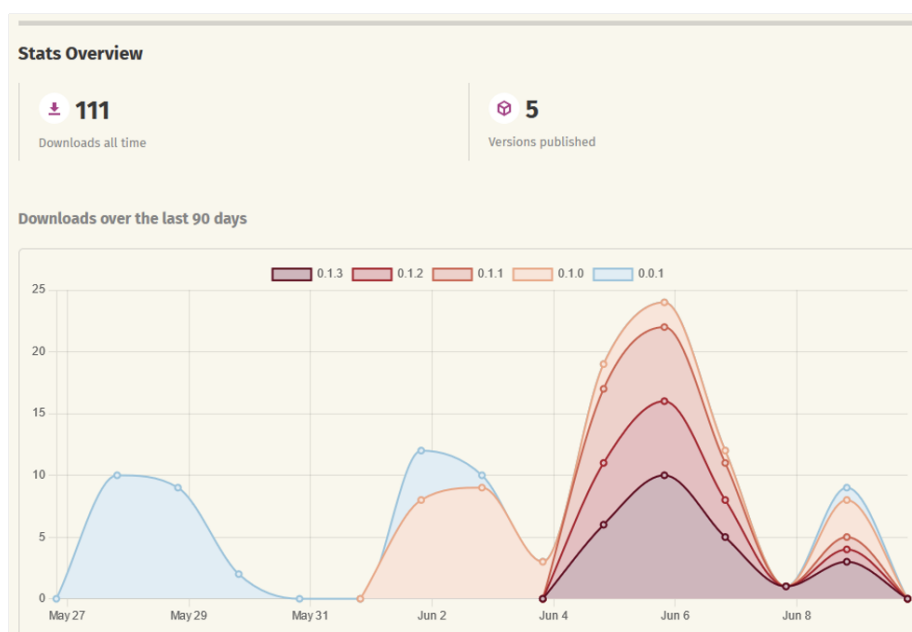 Stats Overview
111
Downloads all time
5
Versions published
Downloads over the last 90 days
0.1.3 0.1.2 0.1.1 0.1.0 0.0.1
25
20
15
10
5
0
May 27 May 29 May 31 Jun 2 Jun 4 Jun 6 Jun 8